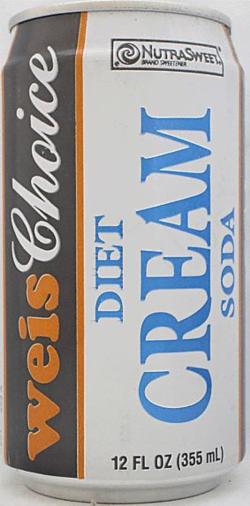 NUTRASWEET
BRAND SWEETENER
weis Choice
DIET
CREAM
SODA
12 FL OZ (355 mL)